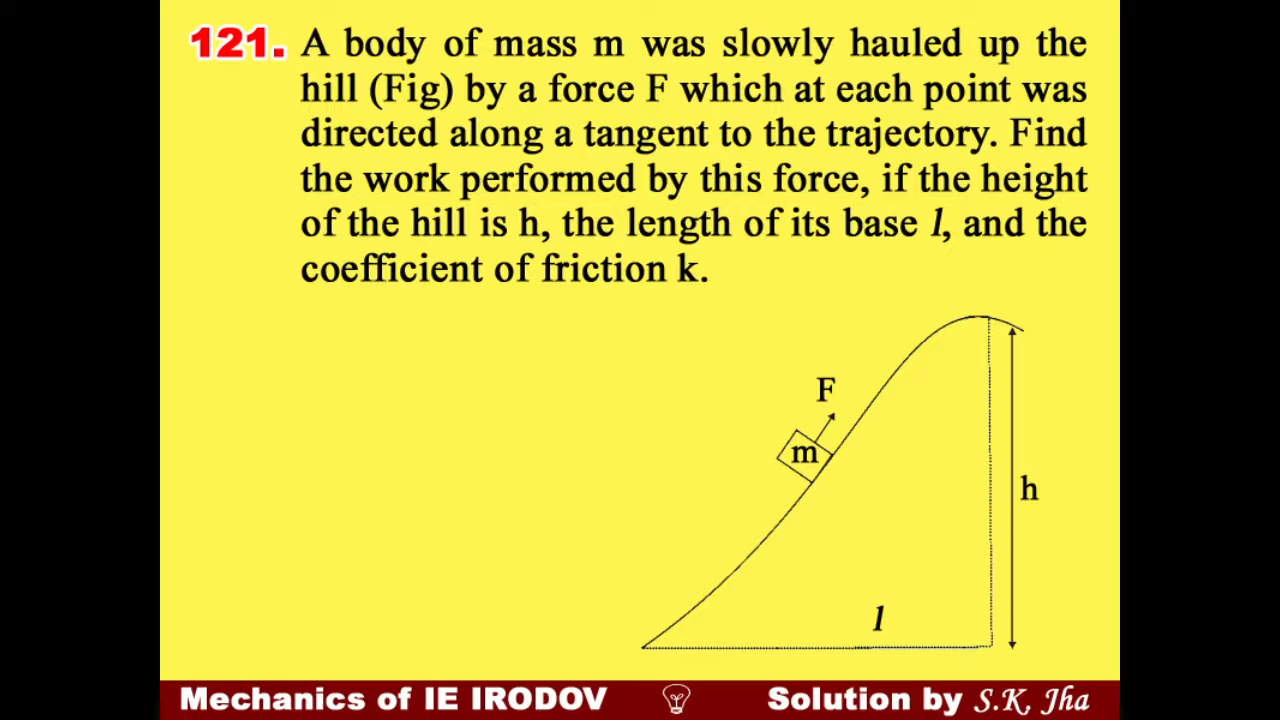 121. A body of mass m was slowly hauled up the
hill (Fig) by a force F which at each point was
directed along a tangent to the trajectory. Find
the work performed by this force, if the height
of the hill is h, the length of its base l, and the
coefficient of friction k.
F
m
h
l
Mechanics of IE IRODOV Solution by S.K. Jha